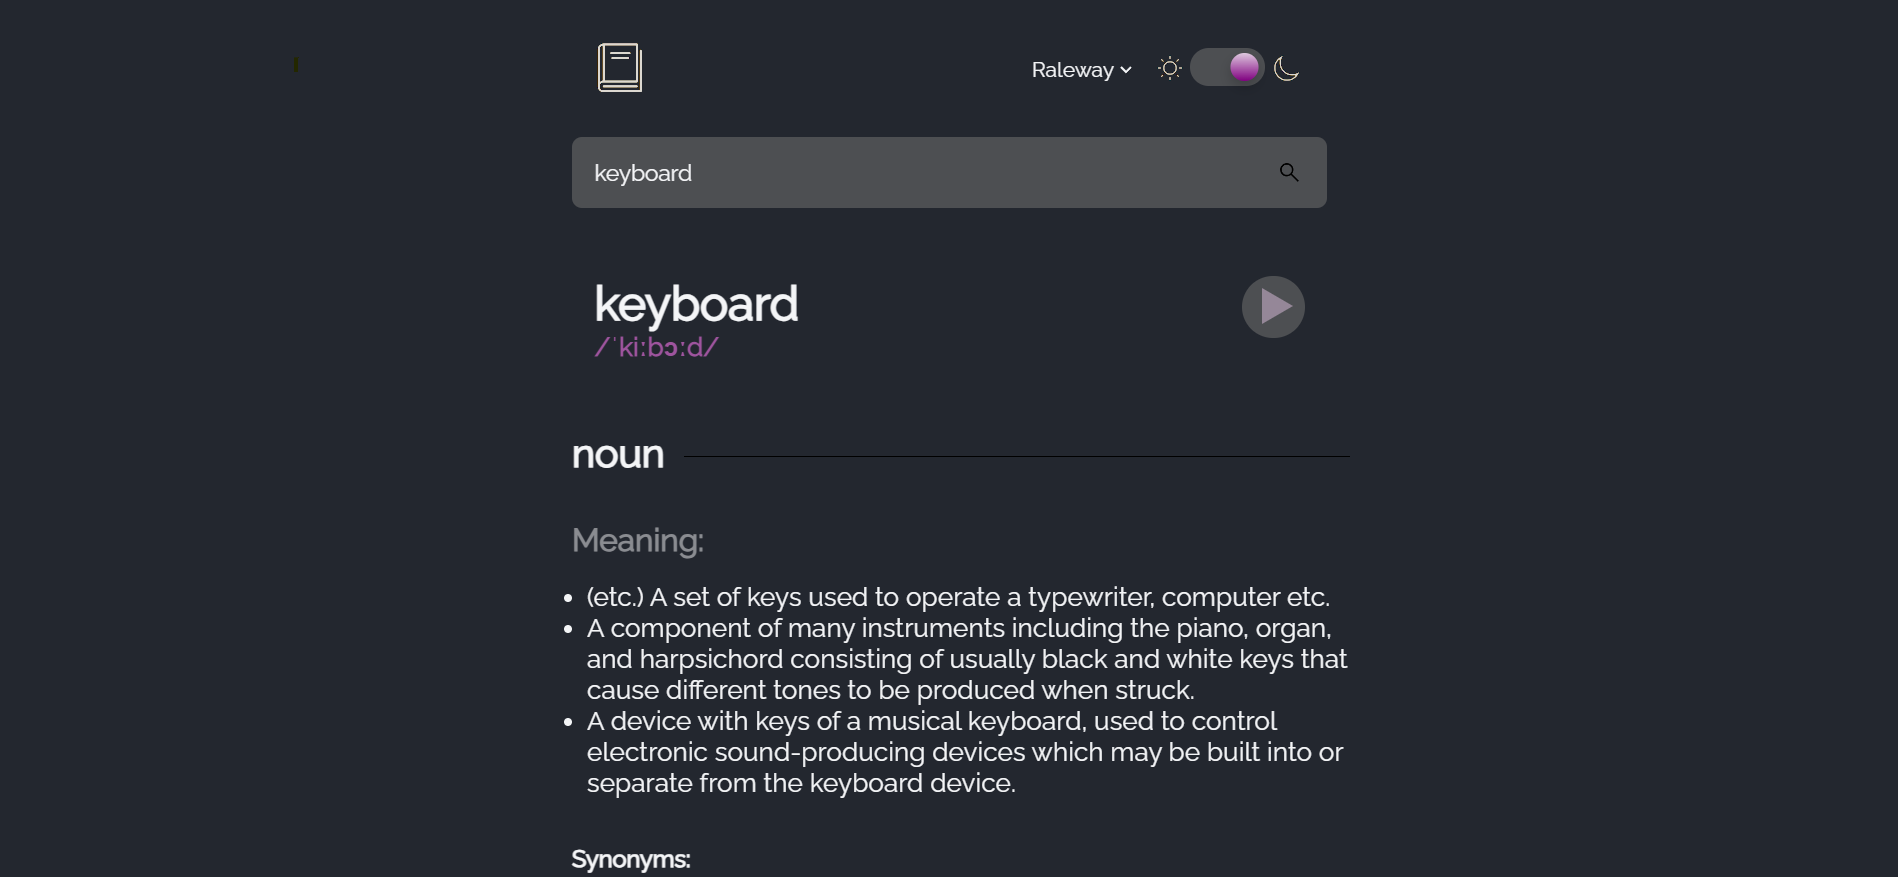 Raleway
keyboard
keyboard
/ˈkiːbɔːd/
noun
Meaning:
(etc.) A set of keys used to operate a typewriter, computer etc.
A component of many instruments including the piano, organ,
and harpsichord consisting of usually black and white keys that
cause different tones to be produced when struck.
A device with keys of a musical keyboard, used to control
electronic sound-producing devices which may be built into or
separate from the keyboard device.
Synonyms: